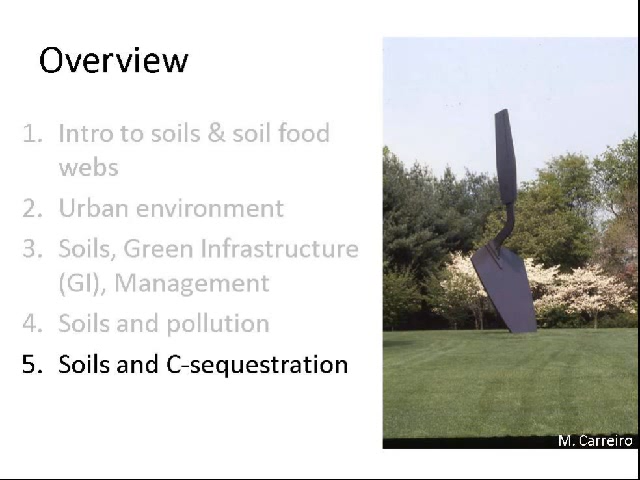 Overview
1. Intro to soils & soil food
webs
2. Urban environment
3. Soils, Green Infrastructure
(GI), Management
4. Soils and pollution
5. Soils and C-sequestration
M. Carreiro